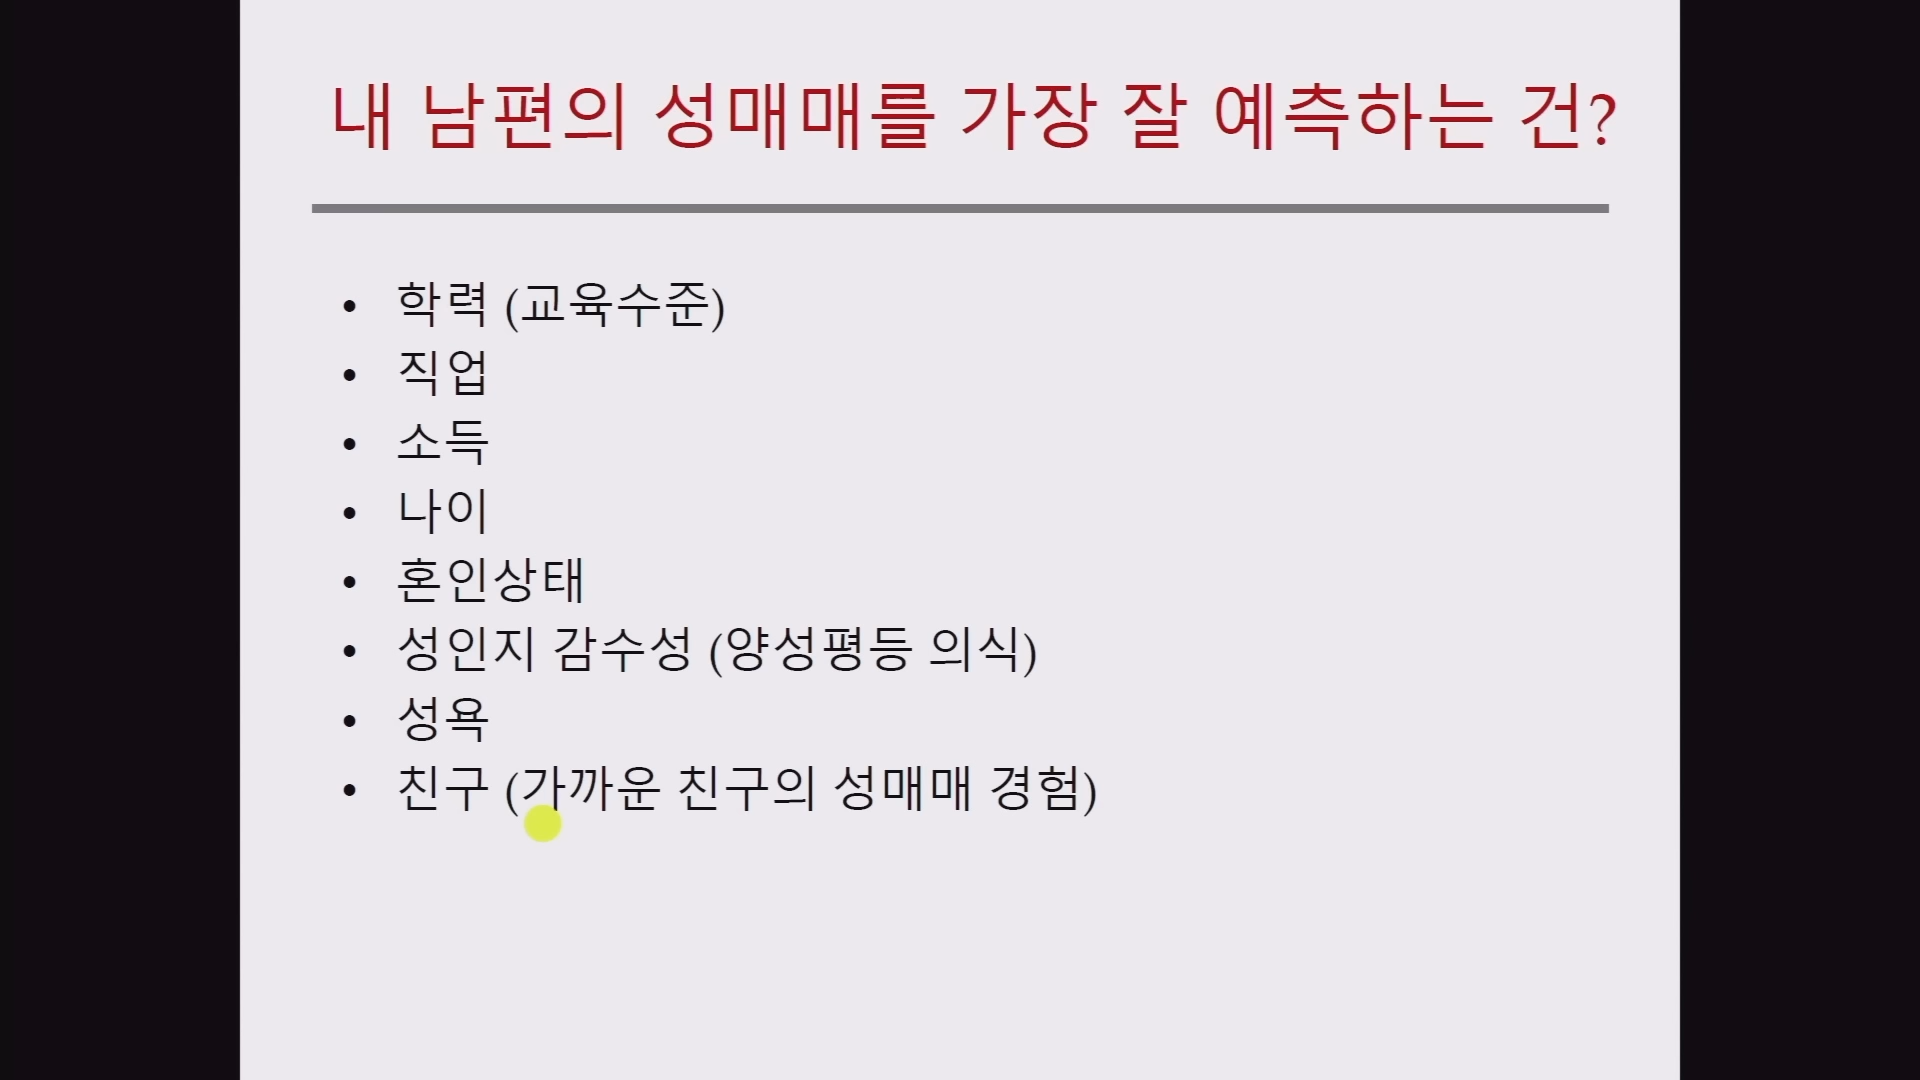 내 남편의 성매매를 가장 잘 예측하는 건?
• 학력 (교육수준)
• 직업
• 소득
• 나이
• 혼인상태
• 성인지 감수성 (양성평등 의식)
• 성욕
• 친구 (가까운 친구의 성매매 경험)